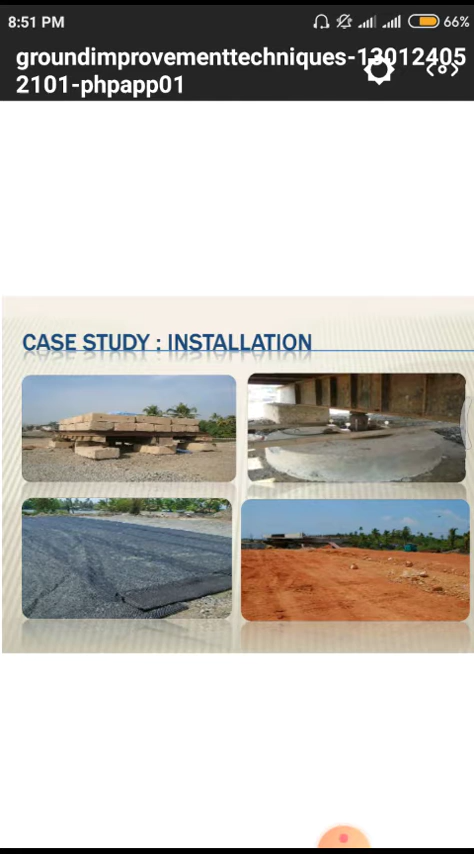 8:51 PM
66%
groundimprovementtechniques-13012405
2101-phpapp01
CASE STUDY : INSTALLATION